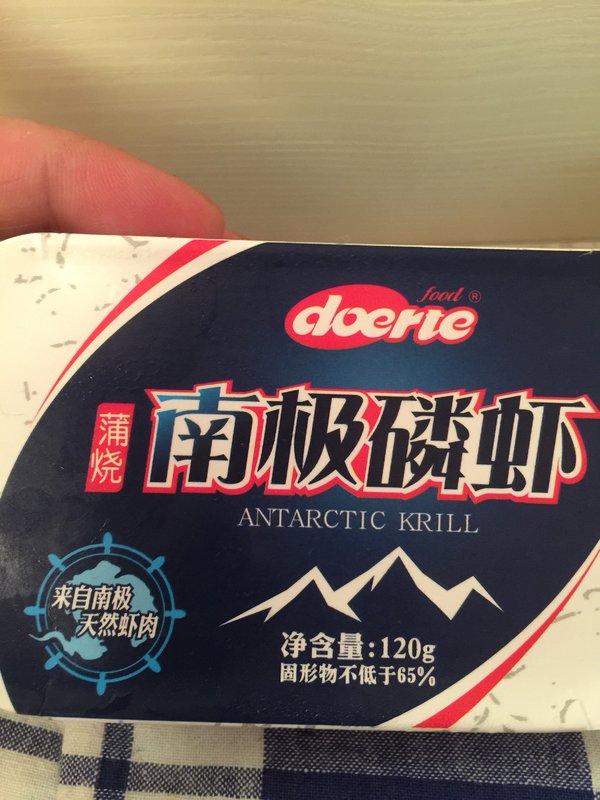 food ®
doerte
蒲烧
南极磷虾
ANTARCTIC KRILL
来自南极
天然虾肉
净含量:120g
固形物不低于65%